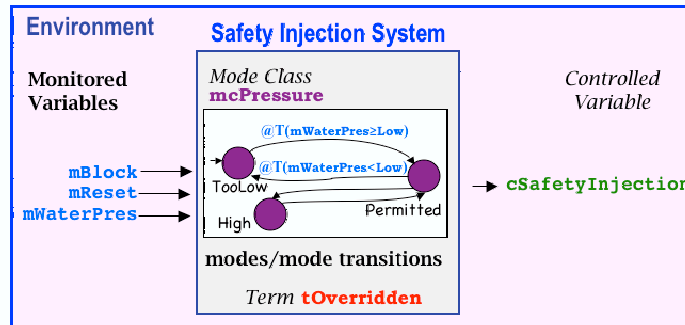 Environment
Safety Injection System
Monitored
Variables
Mode Class
mcPressure
Controlled
Variable
@T(mWaterPres≥Low)
@T(mWaterPres<Low)
TooLow
Permitted
High
mBlock
mReset
mWaterPres
cSafetyInjection
modes/mode transitions
Term tOverridden